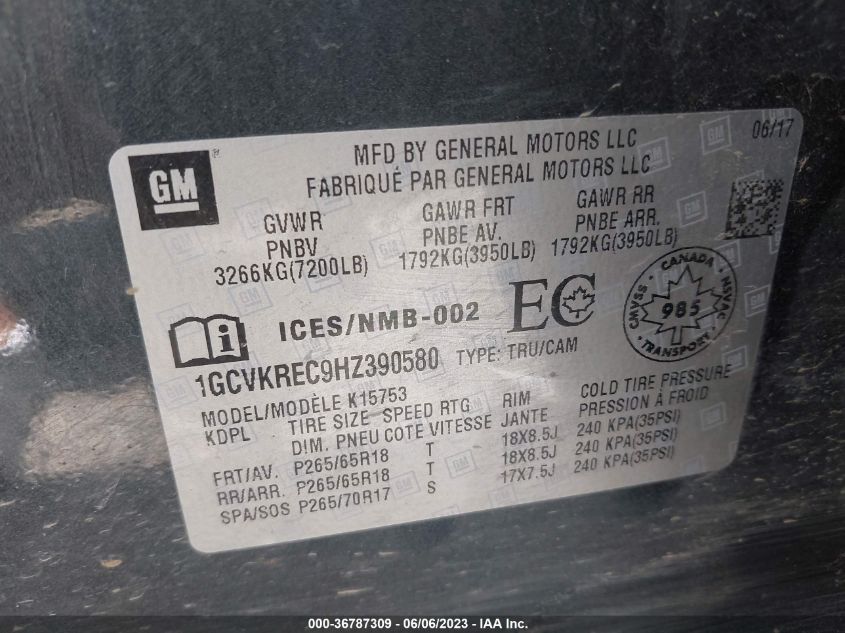 GM
MFD BY GENERAL MOTORS LLC
06/17
FABRIQUÉ PAR GENERAL MOTORS LLC
GVWR GAWR FRT GAWR RR
PNBV PNBE AV. PNBE ARR.
3266KG(7200LB) 1792KG(3950LB) 1792KG(3950LB)
ICES/NMB-002 EC
CANADA
CMVSS 985 NSVAC
TRANSPORT
1GCVKREC9HZ390580 TYPE: TRU/CAM
MODEL/MODÈLE K15753
KDPL TIRE SIZE SPEED RTG RIM COLD TIRE PRESSURE
DIM. PNEU COTE VITESSE JANTE PRESSION À FROID
FRT/AV. P265/65R18 T 18X8.5J 240 KPA(35PSI)
RR/ARR. P265/65R18 T 18X8.5J 240 KPA(35PSI)
SPA/SOS P265/70R17 S 17X7.5J 240 KPA(35PSI)
000-36787309 - 06/06/2023 - IAA Inc.